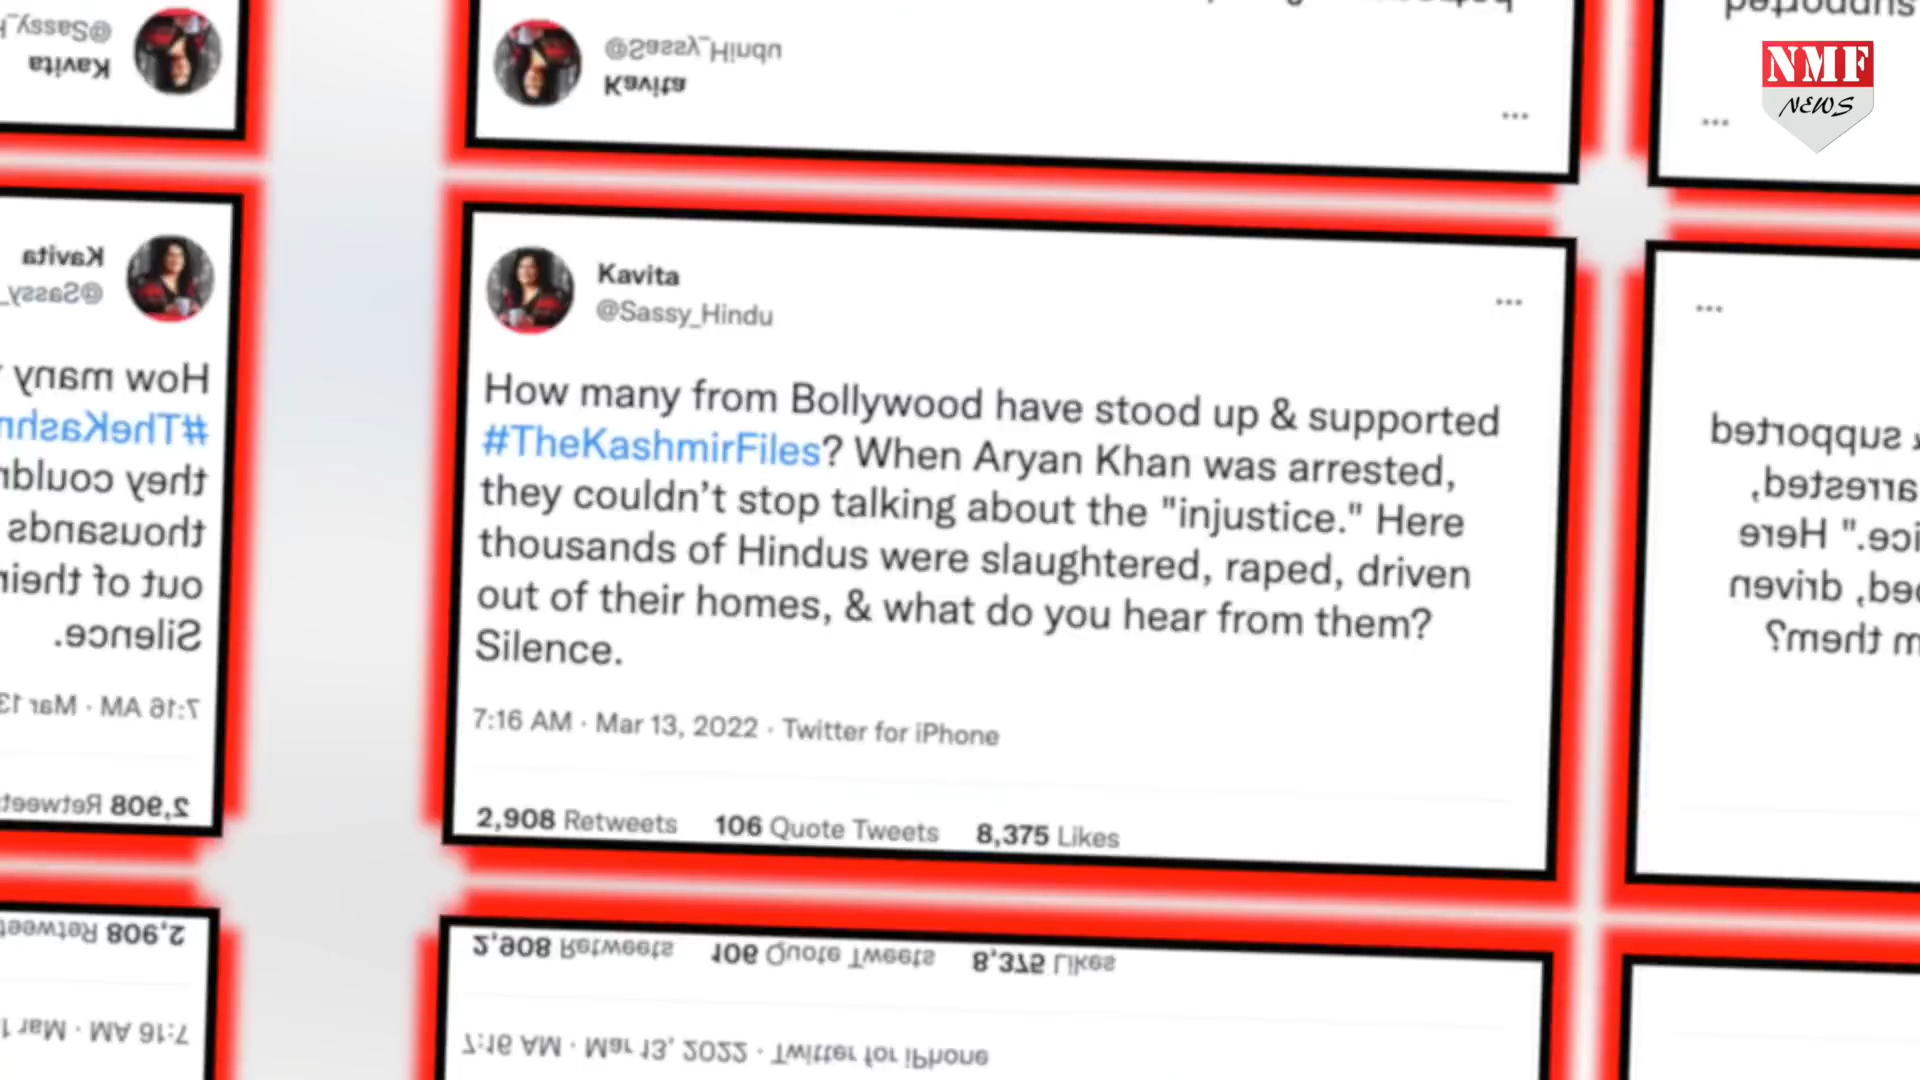 NMF
NEWS
Kavita
@Sassy_Hindu
How many from Bollywood have stood up & supported
#TheKashmirFiles? When Aryan Khan was arrested,
they couldn't stop talking about the "injustice." Here
thousands of Hindus were slaughtered, raped, driven
out of their homes, & what do you hear from them?
Silence.
7:16 AM · Mar 13, 2022 · Twitter for iPhone
2,908 Retweets 106 Quote Tweets 8,375 Likes